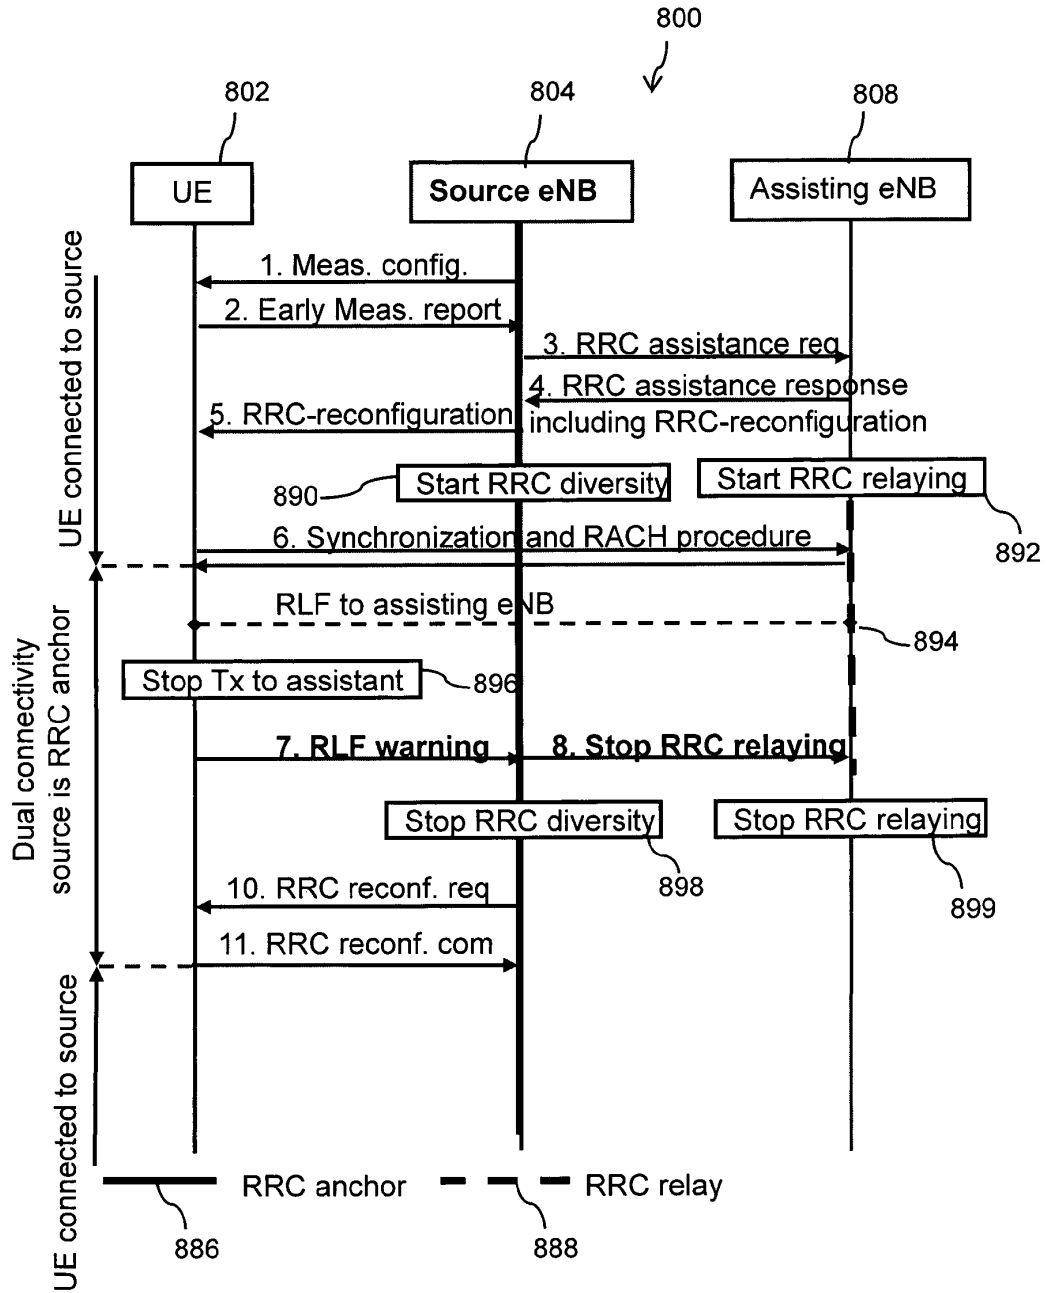 800
802
804
808
UE
Source eNB
Assisting eNB
UE connected to source
1. Meas. config.
2. Early Meas. report
3. RRC assistance req
4. RRC assistance response
including RRC-reconfiguration
5. RRC-reconfiguration
890
Start RRC diversity
Start RRC relaying
892
6. Synchronization and RACH procedure
Dual connectivity
source is RRC anchor
RLF to assisting eNB
894
Stop Tx to assistant
896
7. RLF warning
8. Stop RRC relaying
Stop RRC diversity
Stop RRC relaying
898
899
10. RRC reconf. req
11. RRC reconf. com
UE connected to source
RRC anchor
RRC relay
886
888